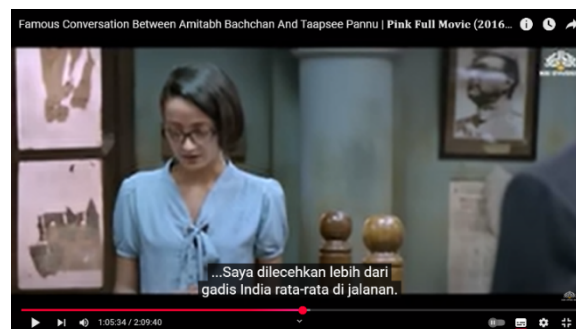 Famous Conversation Between Amitabh Bachchan And Taapsee Pannu | Pink Full Movie (2016...
...Saya dilecehkan lebih dari
gadis India rata-rata di jalanan.
1:05:34 / 2:09:40